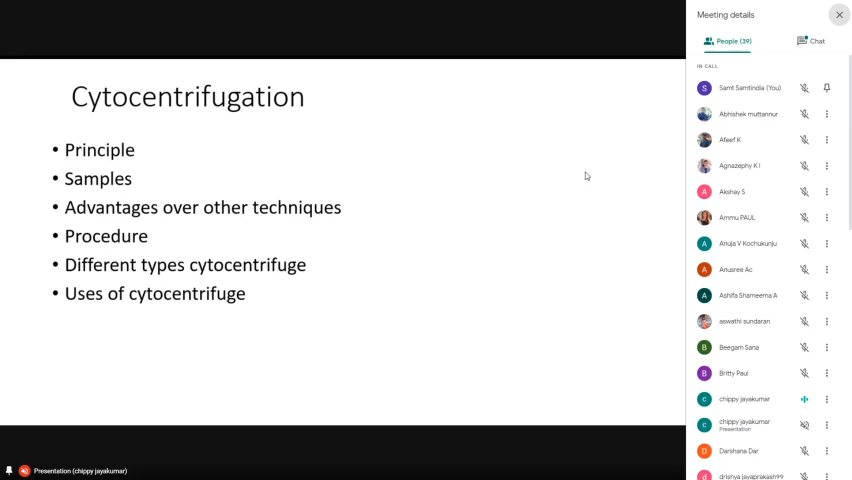 Cytocentrifugation
• Principle
• Samples
• Advantages over other techniques
• Procedure
• Different types cytocentrifuge
• Uses of cytocentrifuge
Presentation (chippy jayakumar)
Meeting details
People (39)
Chat
IN CALL
S
Samt Samtindia (You)
Abhishek muttannur
Afeef K
Agnazephy K I
A
Akshay S
Ammu PAUL
A
Anuja V Kochukunju
A
Anusree Ac
A
Ashifa Shameema A
aswathi sundaran
B
Beegam Sana
B
Britty Paul
c
chippy jayakumar
c
chippy jayakumar
Presentation
D
Darshana Dar
d
drishya jayaprakash99